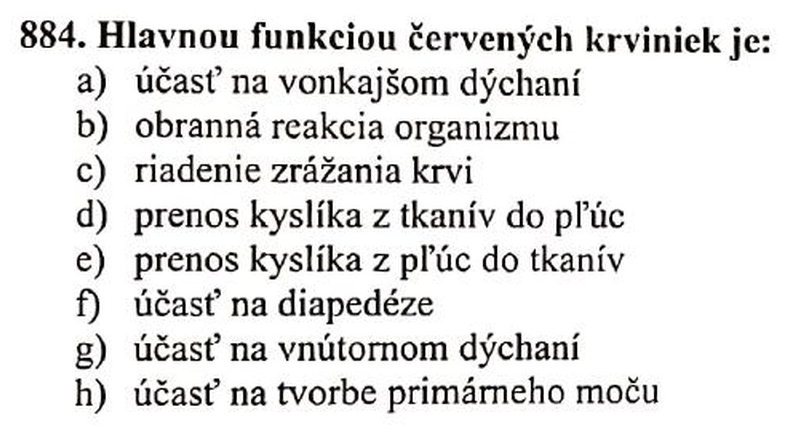 884. Hlavnou funkciou červených krviniek je:
a) účasť na vonkajšom dýchaní
b) obranná reakcia organizmu
c) riadenie zrážania krvi
d) prenos kyslíka z tkanív do pľúc
e) prenos kyslíka z pľúc do tkanív
f) účasť na diapedéze
g) účasť na vnútornom dýchaní
h) účasť na tvorbe primárneho moču